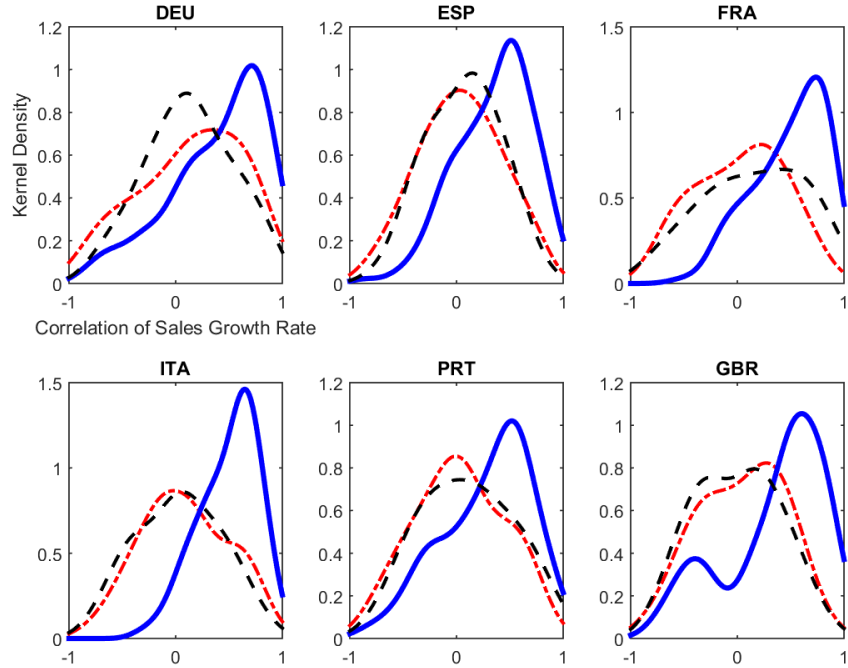 DEU ESP FRA
1.2 1.2 1.5
1 1
0.8 0.8 1
0.6 0.6
0.4 0.4 0.5
0.2 0.2
0 0 0
-1 0 1 -1 0 1 -1 0 1
Kernel Density
Correlation of Sales Growth Rate
ITA PRT GBR
1.5 1.2 1.2
1 1
1 0.8 0.8
0.6 0.6
0.5 0.4 0.4
0.2 0.2
0 0 0
-1 0 1 -1 0 1 -1 0 1